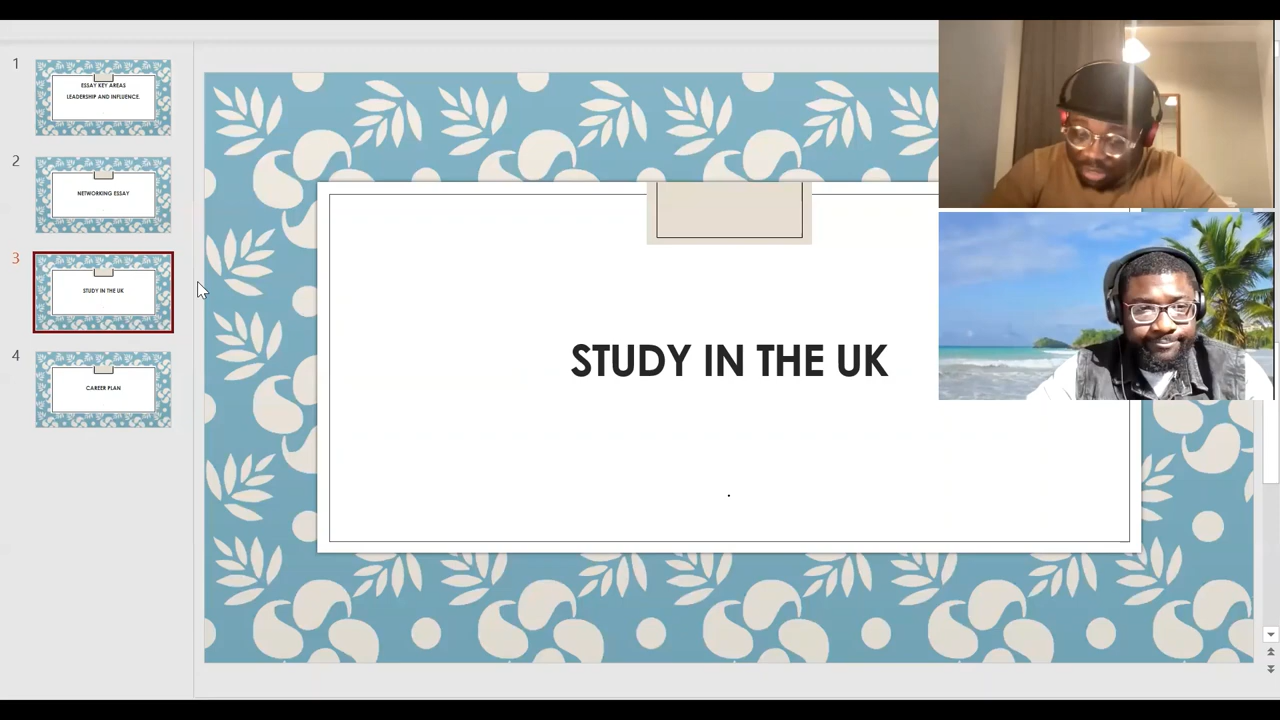 1
ESSAY KEY AREAS
LEADERSHIP AND INFLUENCE.
2
NETWORKING ESSAY
3
STUDY IN THE UK
4
CAREER PLAN
STUDY IN THE UK
.